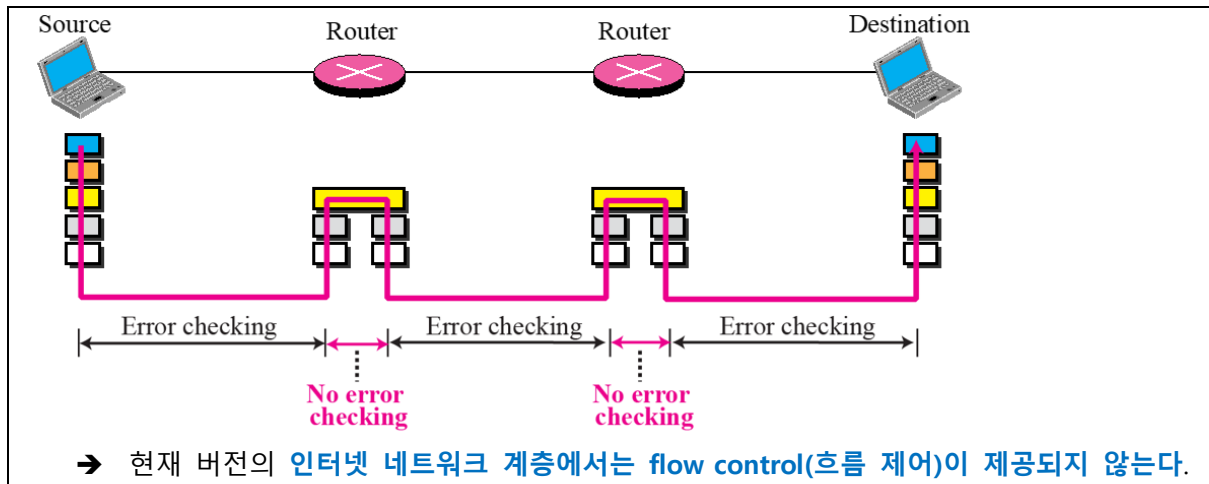 Source Router Router Destination
Error checking Error checking Error checking
No error No error
checking checking
➔ 현재 버전의 인터넷 네트워크 계층에서는 flow control(흐름 제어)이 제공되지 않는다.